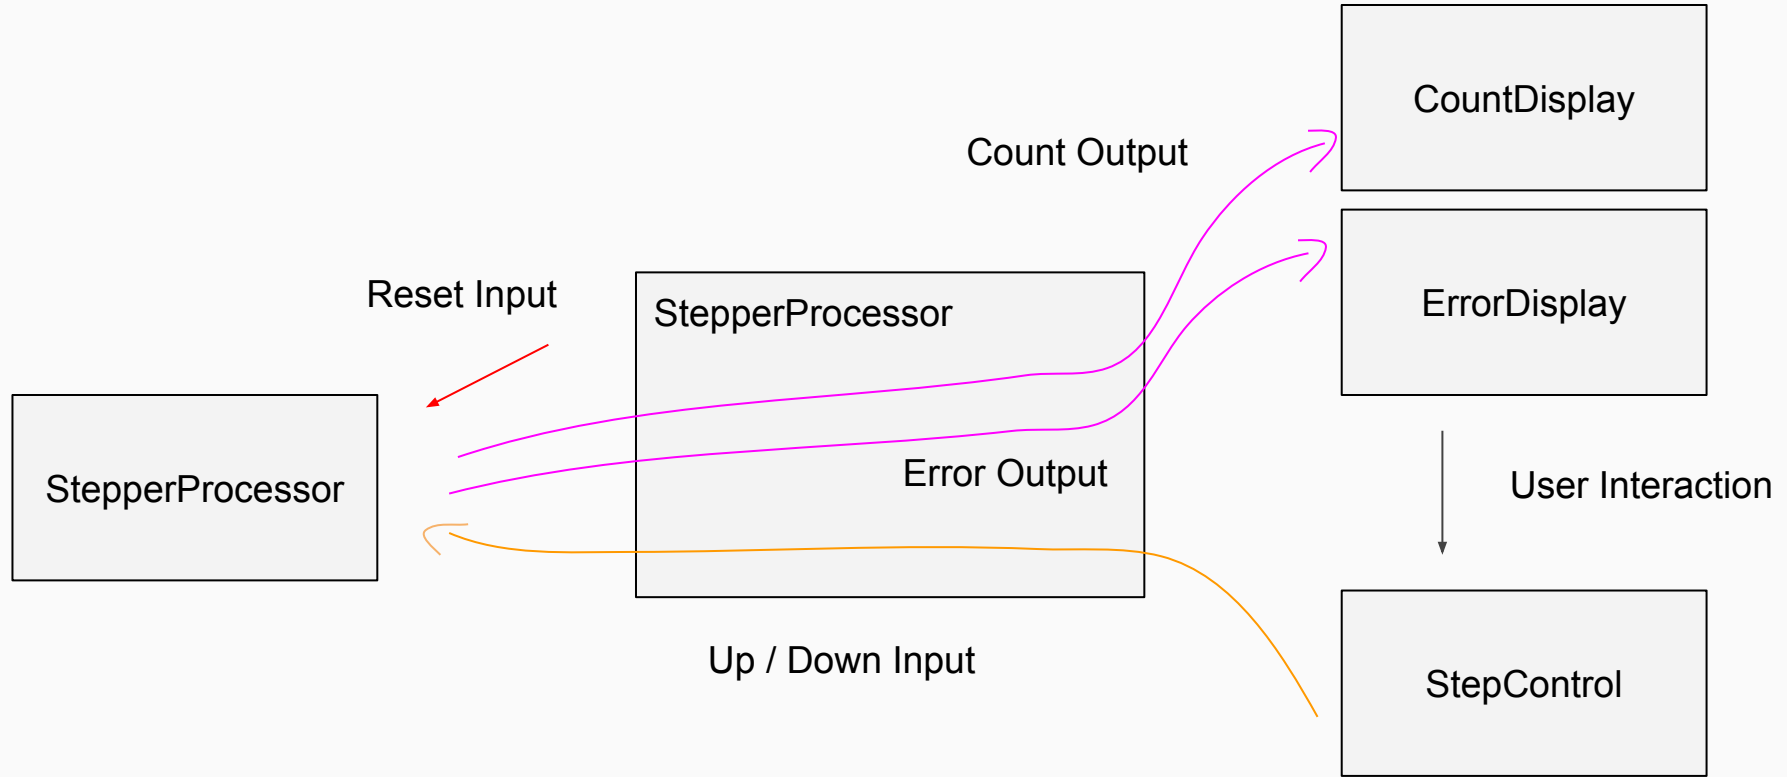 CountDisplay
Count Output
Reset Input
StepperProcessor
ErrorDisplay
Error Output
StepperProcessor
User Interaction
Up / Down Input
StepControl